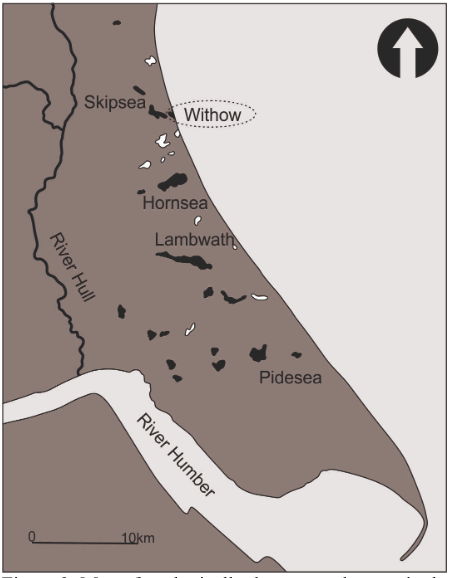 Skipsea
Withow
Hornsea
Lambwath
River Hull
Pidesea
River Humber
0 10km